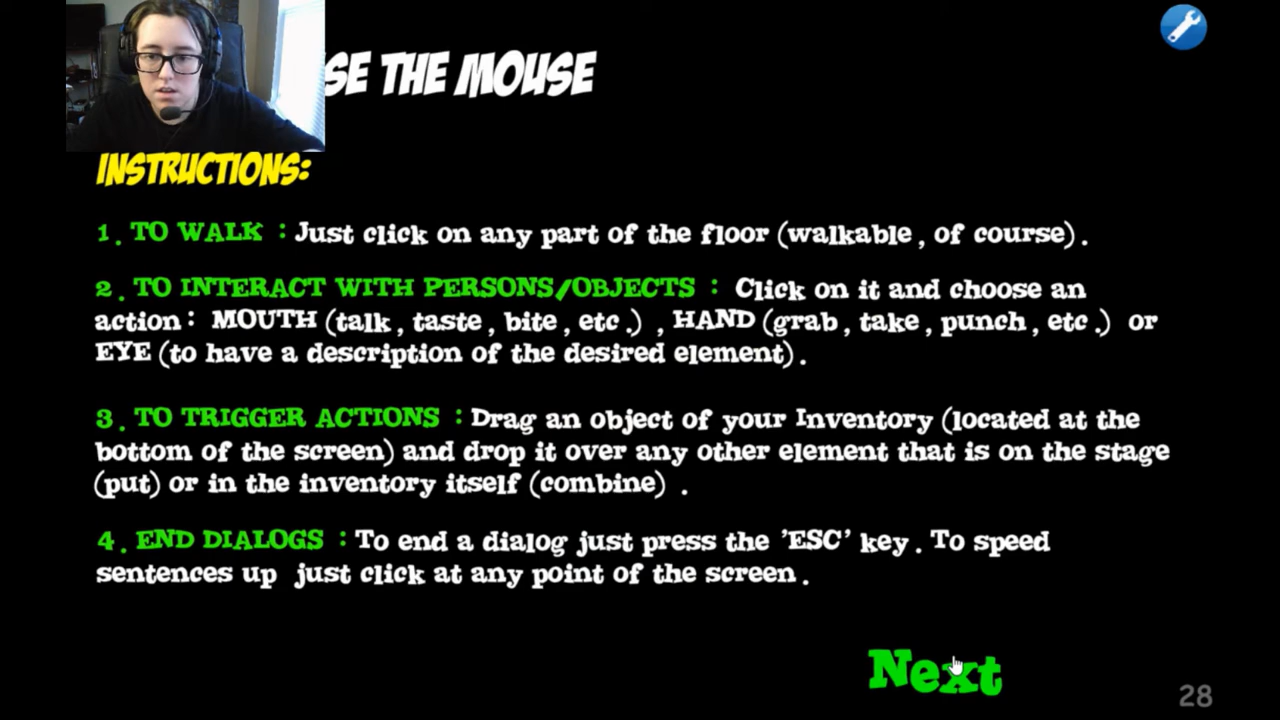 SE THE MOUSE
INSTRUCTIONS:
1. TO WALK : Just click on any part of the floor (walkable, of course).
2. TO INTERACT WITH PERSONS/OBJECTS : Click on it and choose an
action: MOUTH (talk, taste, bite, etc.), HAND (grab, take, punch, etc.) or
EYE (to have a description of the desired element).
3. TO TRIGGER ACTIONS : Drag an object of your Inventory (located at the
bottom of the screen) and drop it over any other element that is on the stage
(put) or in the inventory itself (combine) .
4. END DIALOGS : To end a dialog just press the 'ESC' key. To speed
sentences up just click at any point of the screen.
Next
28